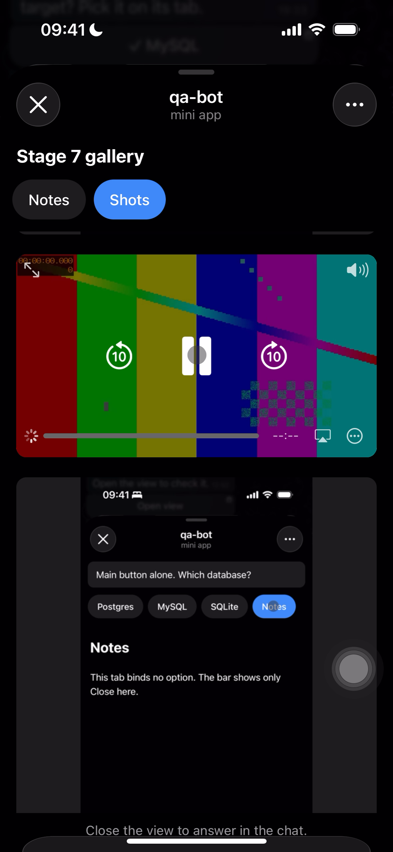 target? Pick it on its tab.
✓ MySQL
09:41
qa-bot
mini app
Stage 7 gallery
Notes
Shots
00:00:00.000
0
10
10
--:--
Open the view to check it.
Open view
09:41
qa-bot
mini app
Main button alone. Which database?
Postgres
MySQL
SQLite
Notes
Notes
This tab binds no option. The bar shows only
Close here.
Close the view to answer in the chat.